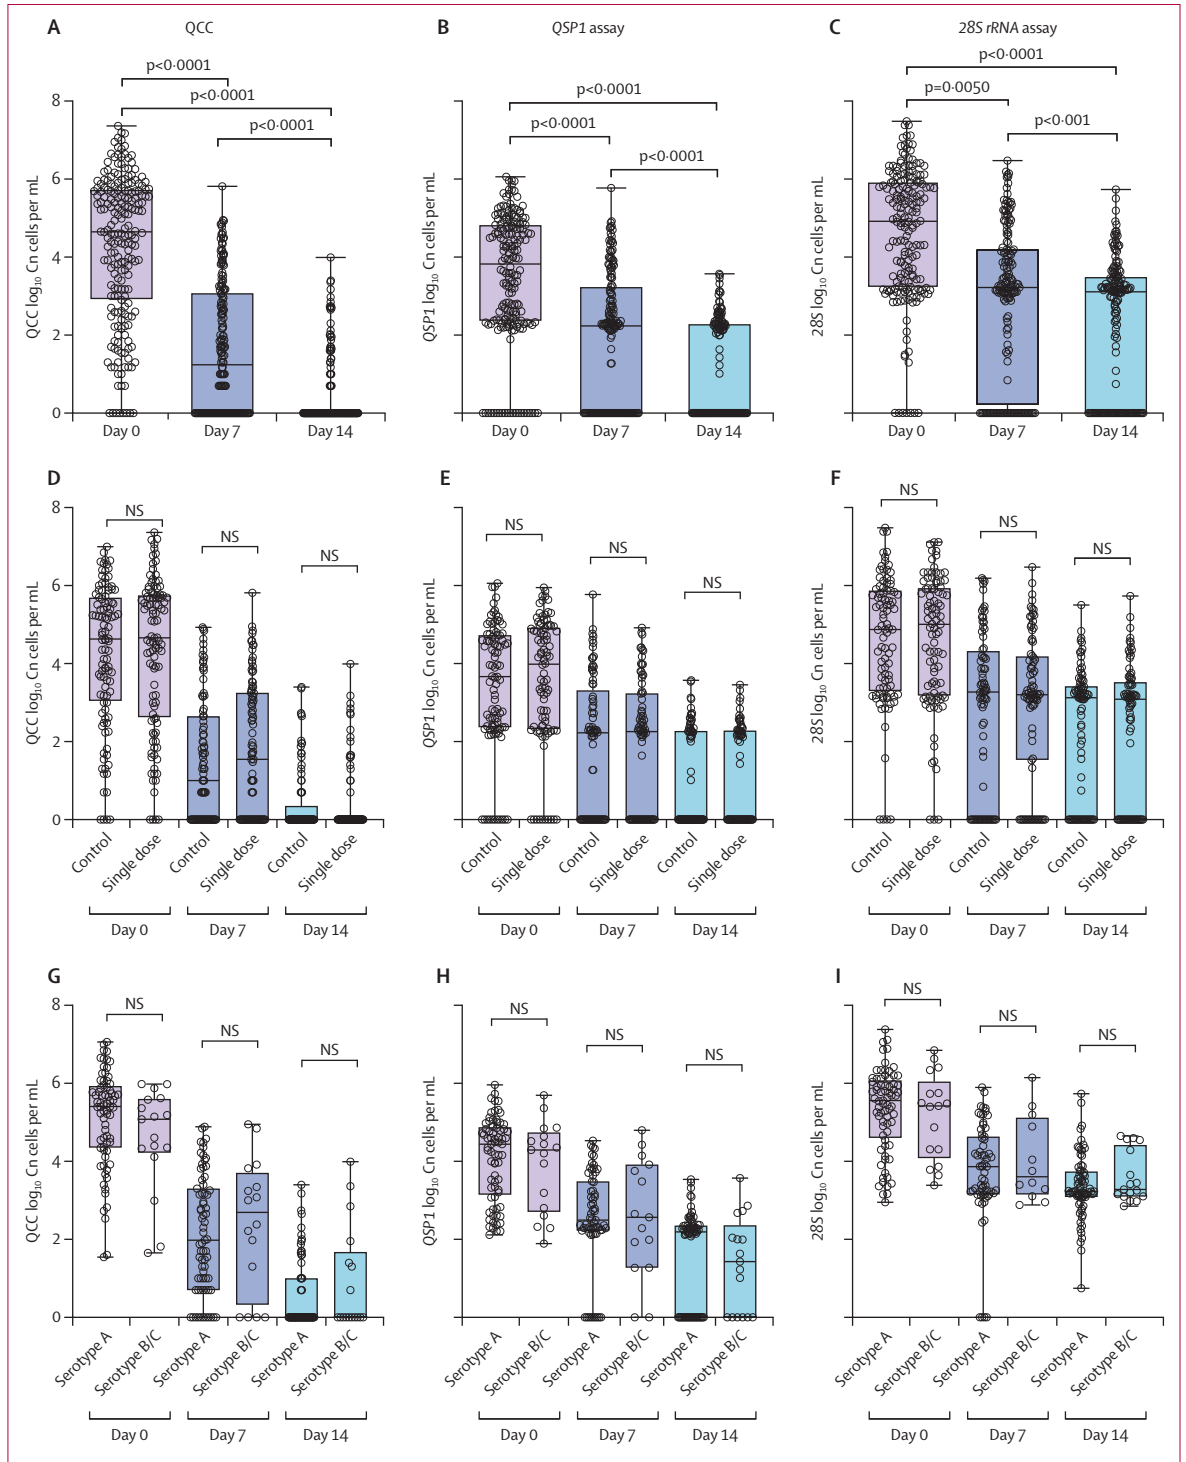 A QCC
B QSP1 assay
C 28S rRNA assay
p<0·0001
p<0·0001
p<0·0001
QCC log10 Cn cells per mL
8
6
4
2
0
Day 0 Day 7 Day 14
p<0·0001
p<0·0001
p<0·0001
QSP1 log10 Cn cells per mL
Day 0 Day 7 Day 14
p<0·0001
p=0·0050
p<0·001
28S log10 Cn cells per mL
Day 0 Day 7 Day 14
D
NS NS NS
QCC log10 Cn cells per mL
8
6
4
2
0
Control Single dose Control Single dose Control Single dose
Day 0 Day 7 Day 14
E
NS NS NS
QSP1 log10 Cn cells per mL
Control Single dose Control Single dose Control Single dose
Day 0 Day 7 Day 14
F
NS NS NS
28S log10 Cn cells per mL
Control Single dose Control Single dose Control Single dose
Day 0 Day 7 Day 14
G
NS NS NS
QCC log10 Cn cells per mL
8
6
4
2
0
Serotype A Serotype B/C Serotype A Serotype B/C Serotype A Serotype B/C
Day 0 Day 7 Day 14
H
NS NS NS
QSP1 log10 Cn cells per mL
Serotype A Serotype B/C Serotype A Serotype B/C Serotype A Serotype B/C
Day 0 Day 7 Day 14
I
NS NS NS
28S log10 Cn cells per mL
Serotype A Serotype B/C Serotype A Serotype B/C Serotype A Serotype B/C
Day 0 Day 7 Day 14